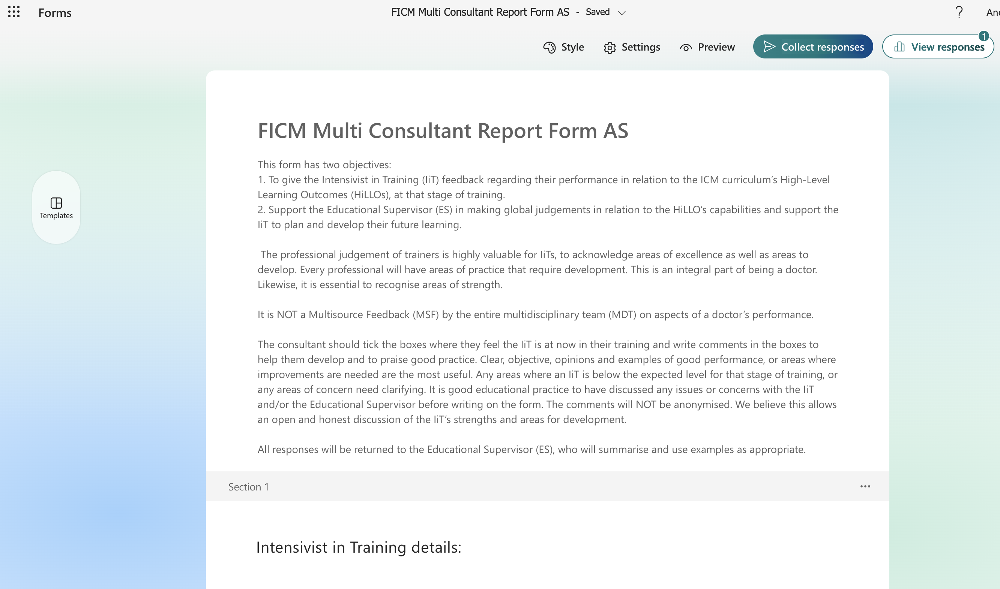 Forms
FICM Multi Consultant Report Form AS - Saved
?
Style
Settings
Preview
Collect responses
View responses
1
Templates
FICM Multi Consultant Report Form AS
This form has two objectives:
1. To give the Intensivist in Training (IiT) feedback regarding their performance in relation to the ICM curriculum’s High-Level
Learning Outcomes (HiLLOs), at that stage of training.
2. Support the Educational Supervisor (ES) in making global judgements in relation to the HiLLO’s capabilities and support the
IiT to plan and develop their future learning.
The professional judgement of trainers is highly valuable for IiTs, to acknowledge areas of excellence as well as areas to
develop. Every professional will have areas of practice that require development. This is an integral part of being a doctor.
Likewise, it is essential to recognise areas of strength.
It is NOT a Multisource Feedback (MSF) by the entire multidisciplinary team (MDT) on aspects of a doctor’s performance.
The consultant should tick the boxes where they feel the IiT is at now in their training and write comments in the boxes to
help them develop and to praise good practice. Clear, objective, opinions and examples of good performance, or areas where
improvements are needed are the most useful. Any areas where an IiT is below the expected level for that stage of training, or
any areas of concern need clarifying. It is good educational practice to have discussed any issues or concerns with the IiT
and/or the Educational Supervisor before writing on the form. The comments will NOT be anonymised. We believe this allows
an open and honest discussion of the IiT’s strengths and areas for development.
All responses will be returned to the Educational Supervisor (ES), who will summarise and use examples as appropriate.
Section 1
Intensivist in Training details: